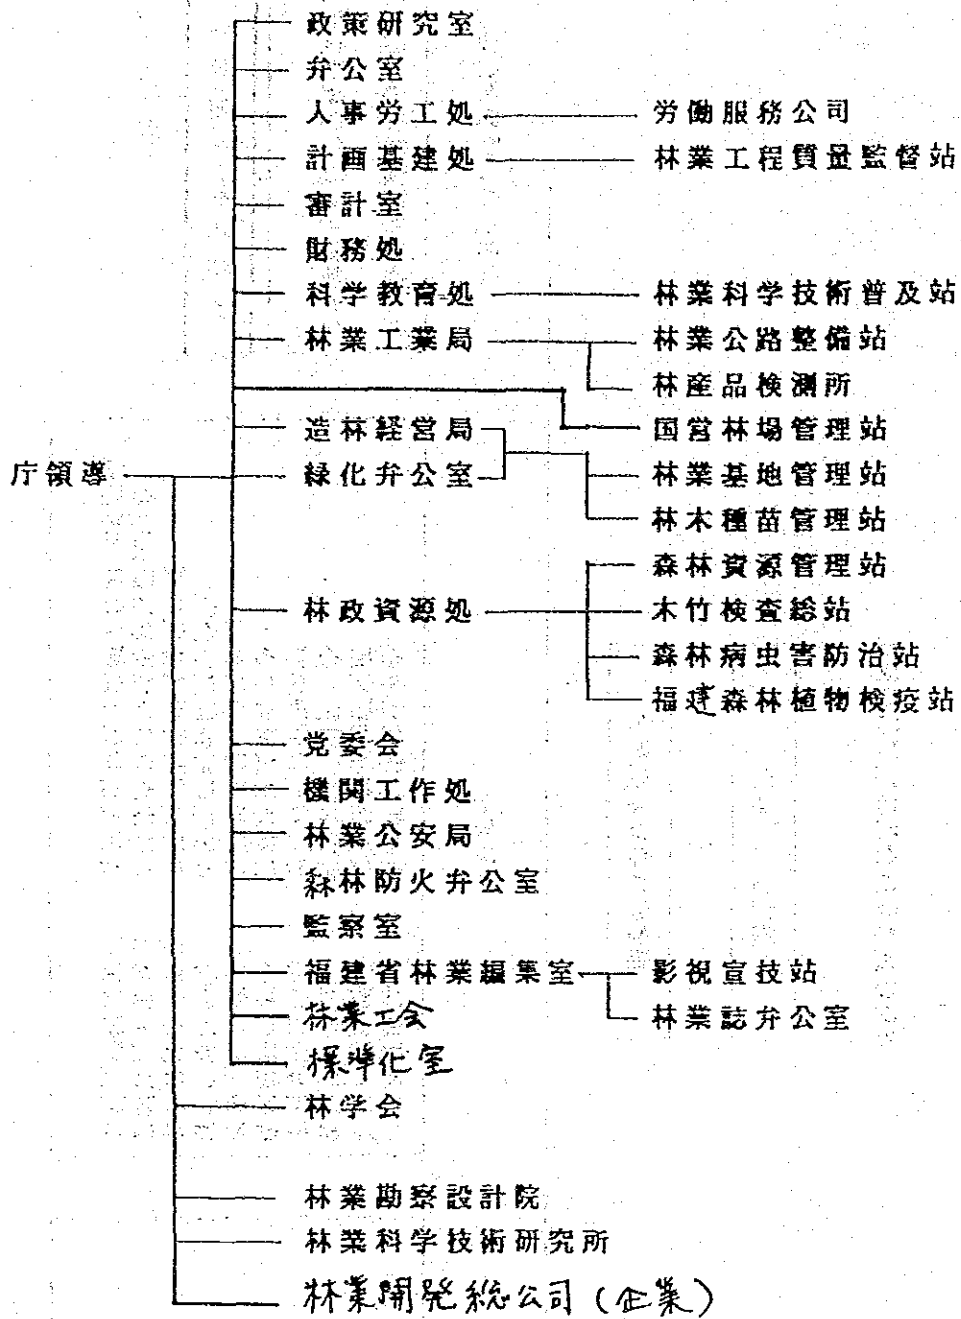 政策研究室
弁公室
人事労工処 労働服務公司
計画基建処 林業工程質量監督站
審計室
財務処
科学教育処 林業科学技術普及站
林業工業局 林業公路整備站
林産品検測所
造林経営局 国営林場管理站
庁領導 緑化弁公室 林業基地管理站
林木種苗管理站
森林資源管理站
林政資源処 木竹検査総站
森林病虫害防治站
福建森林植物検疫站
党委会
機関工作処
林業公安局
森林防火弁公室
監察室
福建省林業編集室 影視宣技站
林業工会 林業誌弁公室
標準化室
林学会
林業勘察設計院
林業科学技術研究所
林業開発総公司(企業)